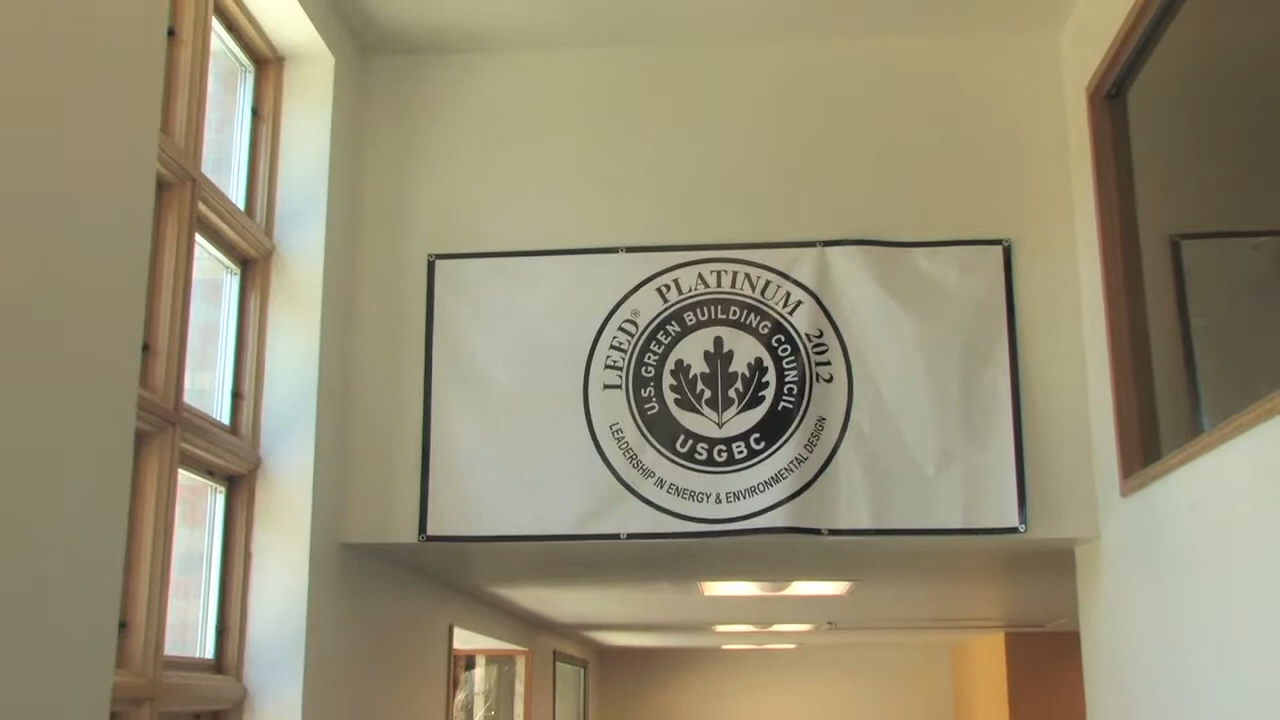 LEED® PLATINUM 2012
U.S. GREEN BUILDING COUNCIL
USGBC
LEADERSHIP IN ENERGY & ENVIRONMENTAL DESIGN